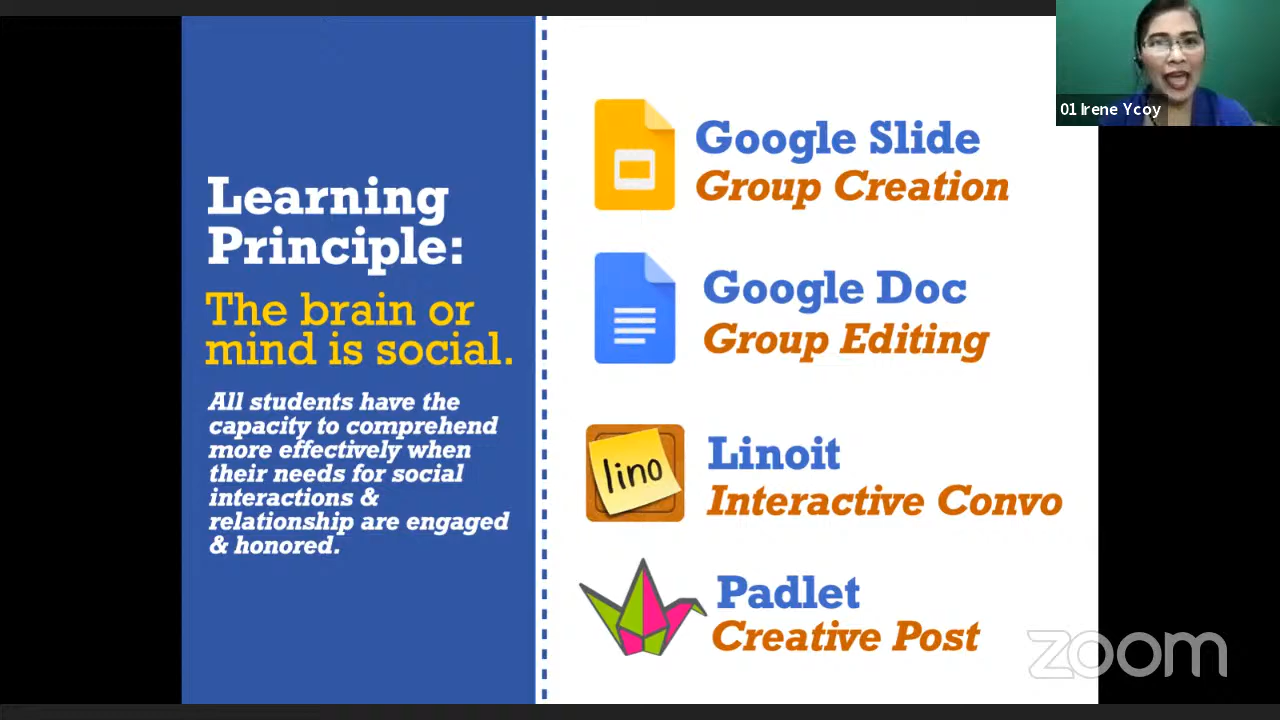 Learning
Principle:
The brain or
mind is social.
All students have the
capacity to comprehend
more effectively when
their needs for social
interactions &
relationship are engaged
& honored.
Google Slide
Group Creation
Google Doc
Group Editing
lino
Linoit
Interactive Convo
Padlet
Creative Post
01 Irene Ycoy
zoom